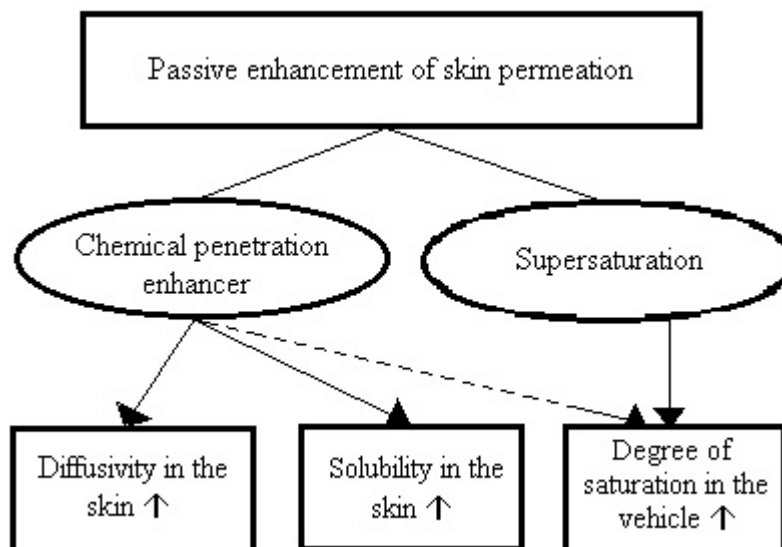 Passive enhancement of skin permeation
Chemical penetration
enhancer
Supersaturation
Diffusivity in the
skin ↑
Solubility in the
skin ↑
Degree of
saturation in the
vehicle ↑